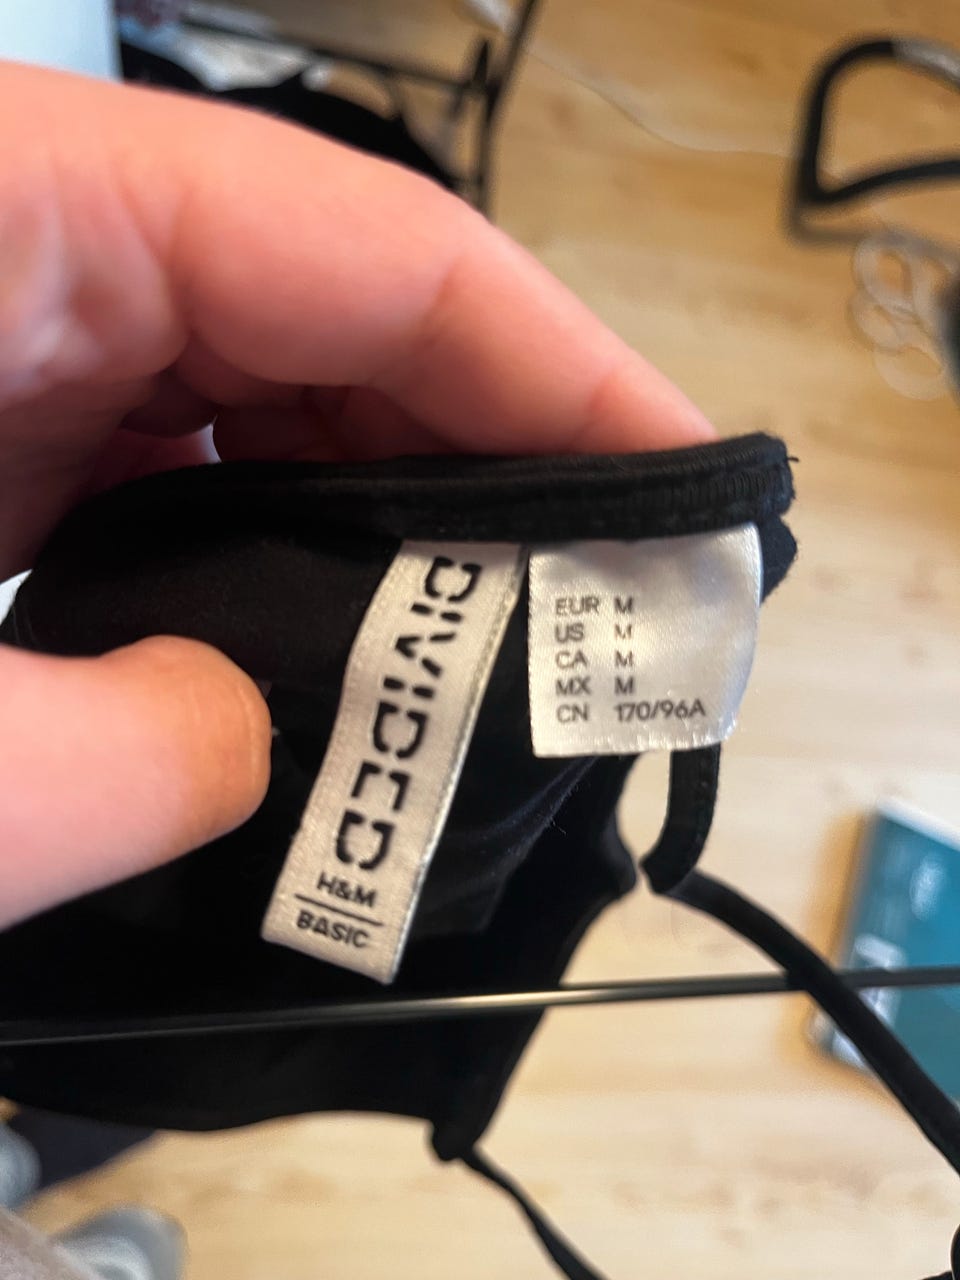 DIVIDED
H&M
BASIC
EUR M
US M
CA M
MX M
CN 170/96A